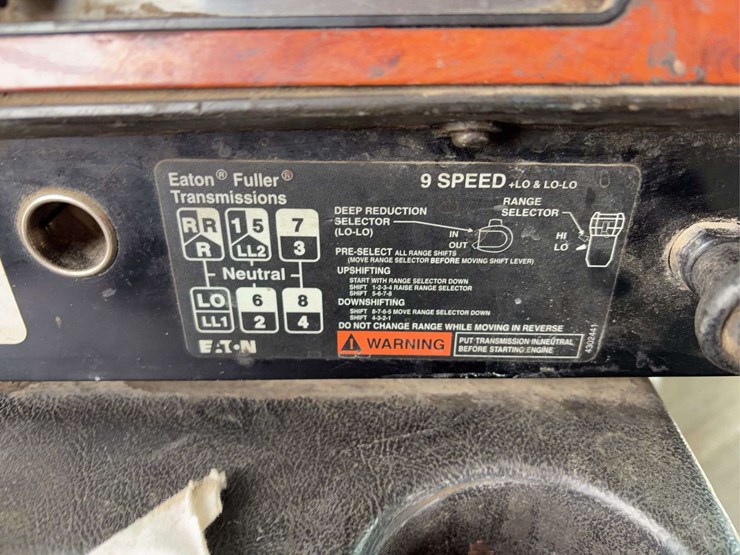 Eaton® Fuller®
Transmissions
9 SPEED +LO & LO-LO
R R R
1 5 LL2
7 3
Neutral
LO LL1
6 2
8 4
EATON
DEEP REDUCTION
SELECTOR
(LO-LO)
IN
OUT
RANGE
SELECTOR
HI
LO
PRE-SELECT ALL RANGE SHIFTS
(MOVE RANGE SELECTOR BEFORE MOVING SHIFT LEVER)
UPSHIFTING
START WITH RANGE SELECTOR DOWN
SHIFT 1-2-3-4 RAISE RANGE SELECTOR
SHIFT 5-6-7-8
DOWNSHIFTING
SHIFT 8-7-6-5 MOVE RANGE SELECTOR DOWN
SHIFT 4-3-2-1
DO NOT CHANGE RANGE WHILE MOVING IN REVERSE
! WARNING
PUT TRANSMISSION IN NEUTRAL
BEFORE STARTING ENGINE
4302441